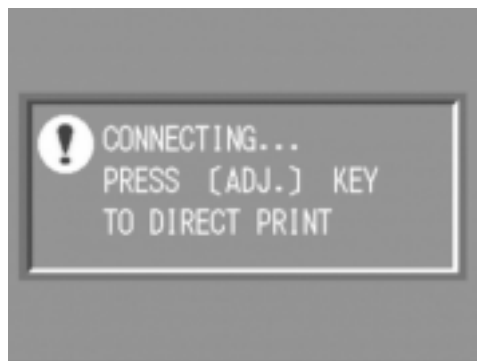 CONNECTING...
PRESS [ADJ.] KEY
TO DIRECT PRINT